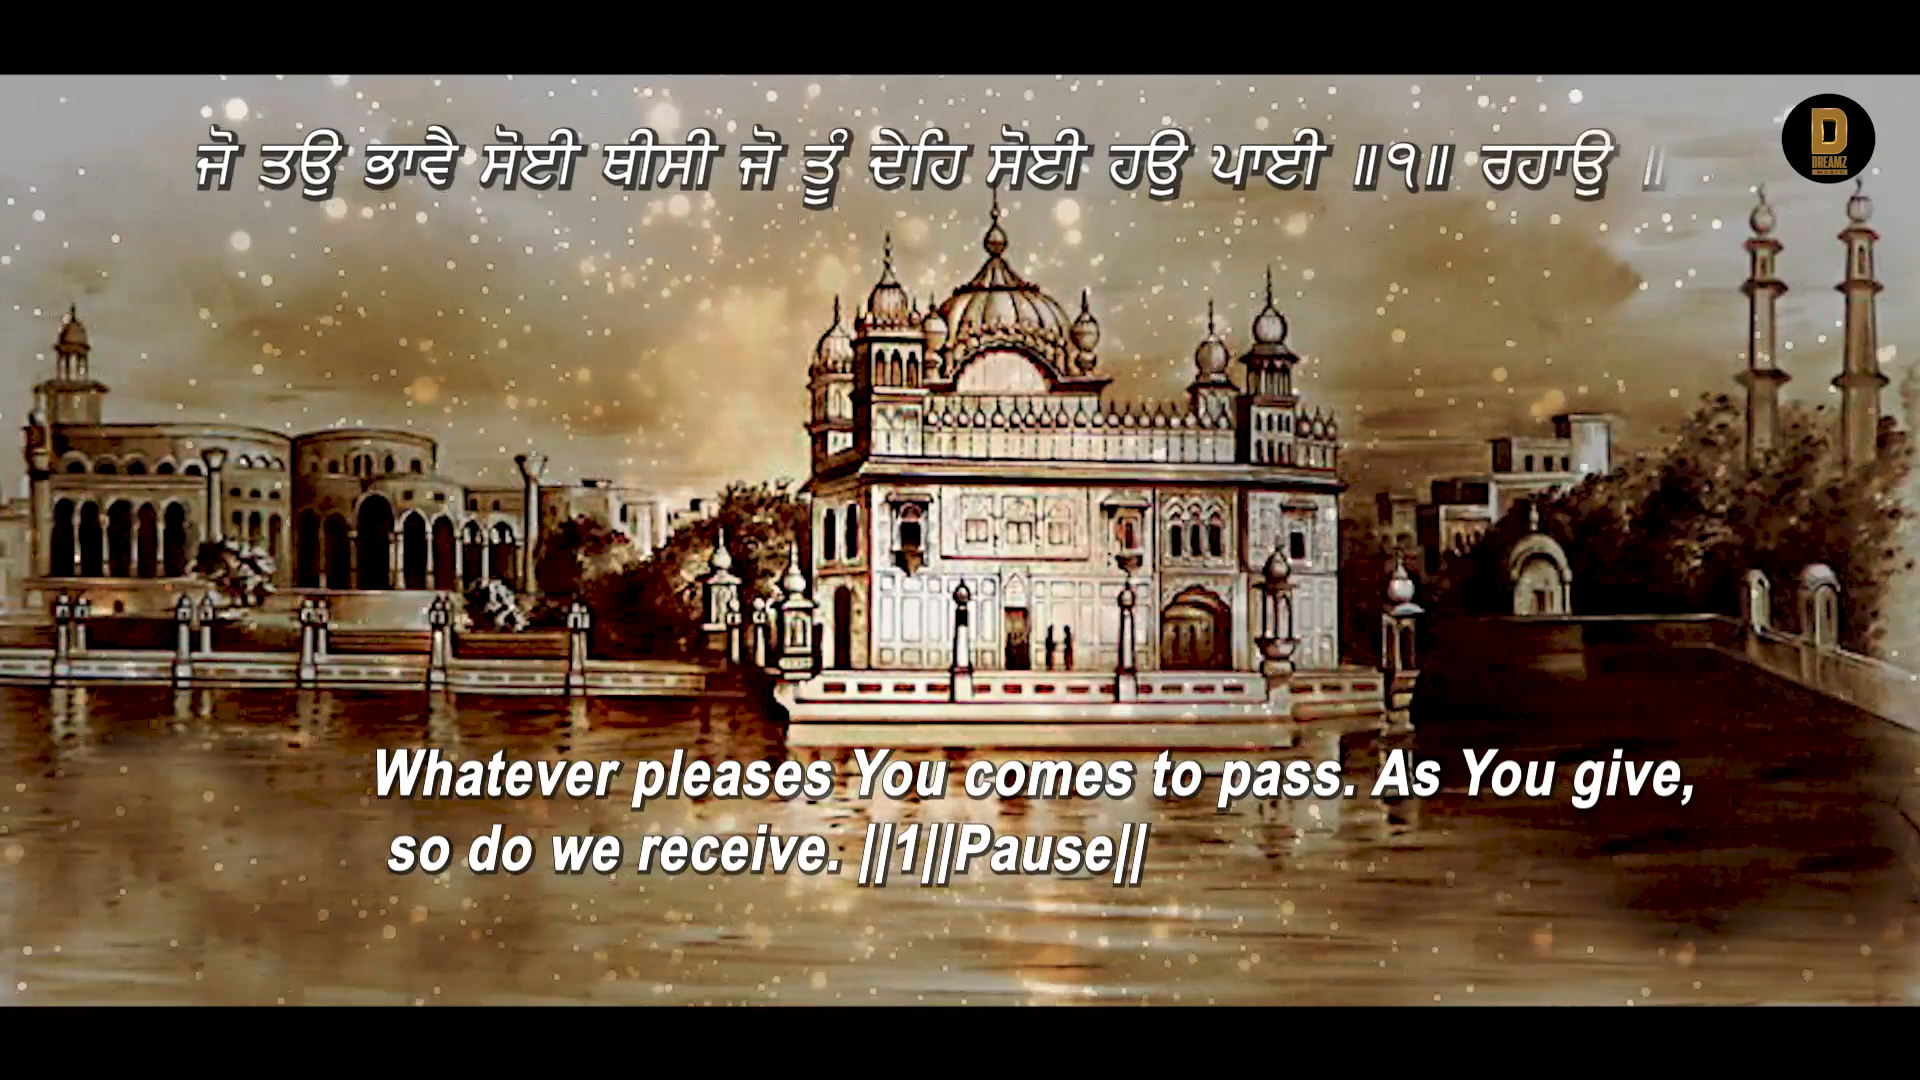 ਜੋ ਤਉ ਭਾਵੈ ਸੋਈ ਥੀਸੀ ਜੋ ਤੂੰ ਦੇਹਿ ਸੋਈ ਹਉ ਪਾਈ ॥੧॥ ਰਹਾਉ ॥
D
DREAMZ
MUSIC
Whatever pleases You comes to pass. As You give,
so do we receive. ||1||Pause||